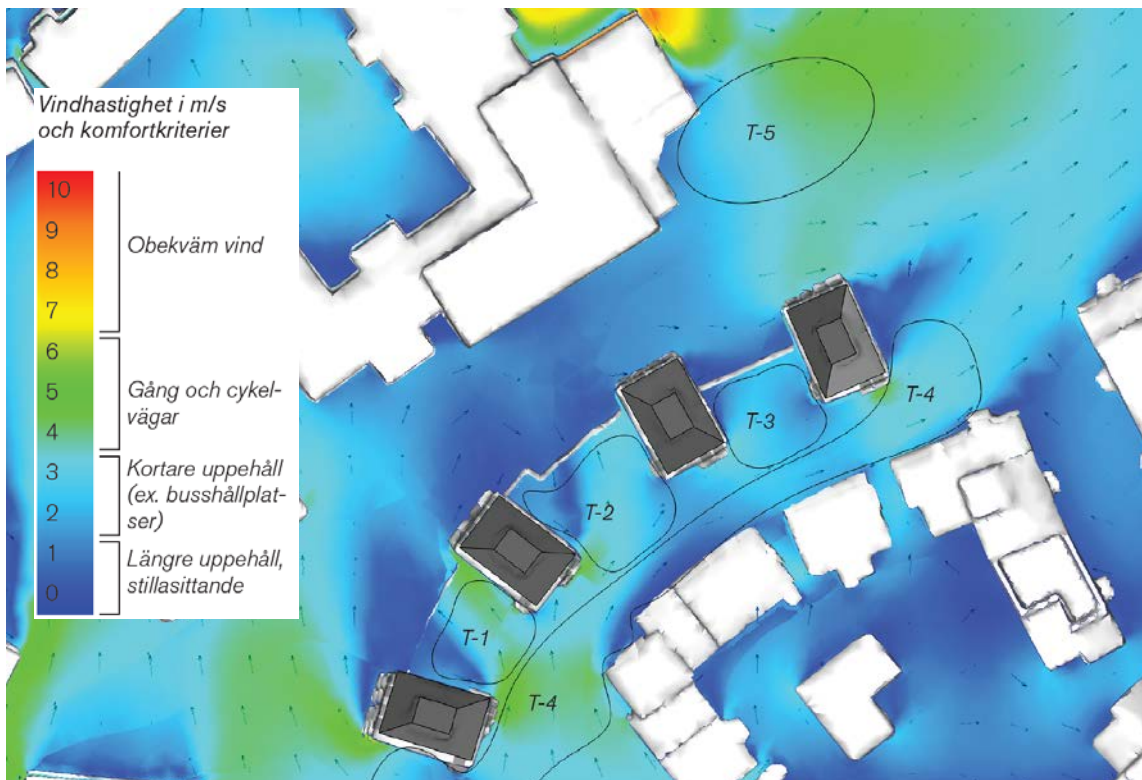 Vindhastighet i m/s
och komfortkriterier
10
9
8
7
6
5
4
3
2
1
0
Obekväm vind
Gång och cykel-
vägar
Kortare uppehåll
(ex. busshållplat-
ser)
Längre uppehåll,
stillasittande
T-5
T-4
T-3
T-2
T-1
T-4